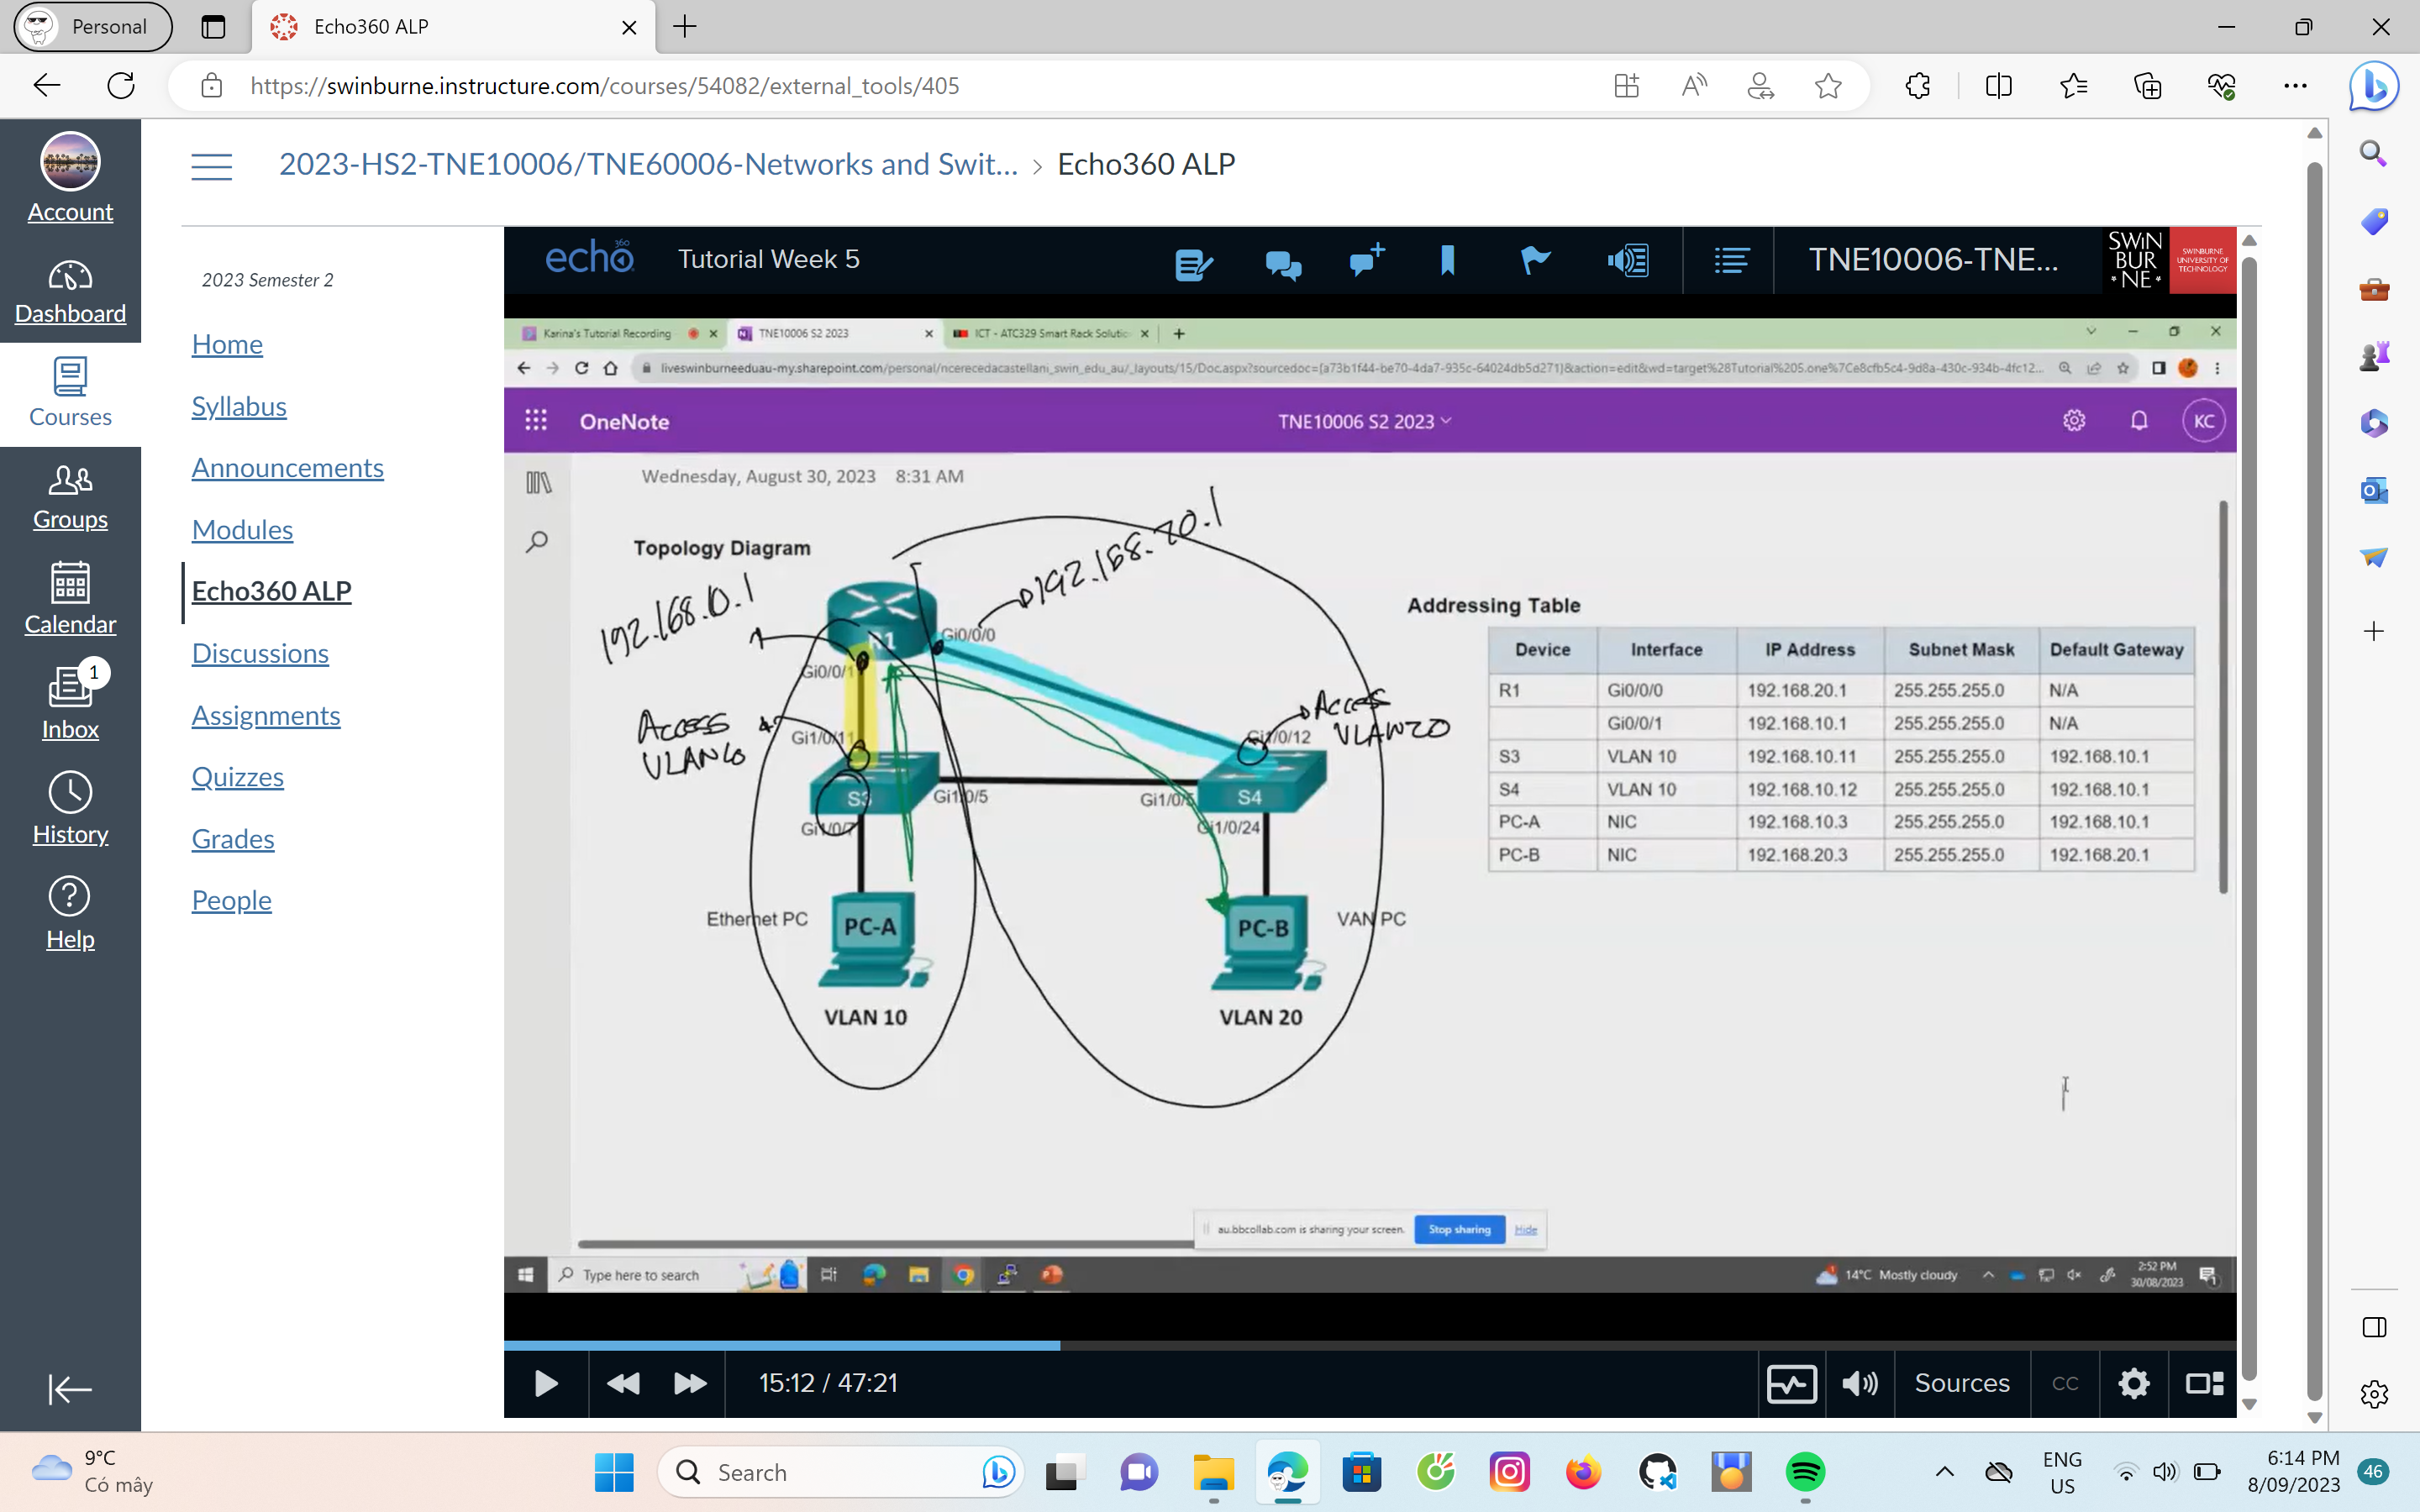 Personal
Echo360 ALP
https://swinburne.instructure.com/courses/54082/external_tools/405
Account
Dashboard
Courses
Groups
Calendar
1
Inbox
History
Help
2023-HS2-TNE10006/TNE60006-Networks and Swit... › Echo360 ALP
2023 Semester 2
Home
Syllabus
Announcements
Modules
Echo360 ALP
Discussions
Assignments
Quizzes
Grades
People
echo 360
Tutorial Week 5
TNE10006-TNE...
SWIN BUR *NE*
SWINBURNE UNIVERSITY OF TECHNOLOGY
Karina's Tutorial Recording
TNE10006 S2 2023
ICT - ATC329 Smart Rack Solutio
liveswinburneeduau-my.sharepoint.com/personal/ncerecedacastellani_swin_edu_au/_layouts/15/Doc.aspx?sourcedoc={a73b1f44-be70-4da7-935c-64024db5d271}&action=edit&wd=target%28Tutorial%205.one%7Ce8cfb5c4-9d8a-430c-934b-4fc12...
OneNote
TNE10006 S2 2023
KC
Wednesday, August 30, 2023 8:31 AM
Topology Diagram
192.168.10.1
192.168.20.1
R1
Gi0/0/0
Gi0/0/1
Access VLAN10
Gi1/0/11
Gi1/0/12
Access VLAN20
S3
Gi1/0/5
Gi1/0/5
S4
Gi1/0/7
Gi1/0/24
Ethernet PC
PC-A
PC-B
VAN PC
VLAN 10
VLAN 20
Addressing Table
Device Interface IP Address Subnet Mask Default Gateway
R1 Gi0/0/0 192.168.20.1 255.255.255.0 N/A
Gi0/0/1 192.168.10.1 255.255.255.0 N/A
S3 VLAN 10 192.168.10.11 255.255.255.0 192.168.10.1
S4 VLAN 10 192.168.10.12 255.255.255.0 192.168.10.1
PC-A NIC 192.168.10.3 255.255.255.0 192.168.10.1
PC-B NIC 192.168.20.3 255.255.255.0 192.168.20.1
au.bbcollab.com is sharing your screen. Stop sharing Hide
Type here to search
14°C Mostly cloudy
2:52 PM
30/08/2023
1
15:12 / 47:21
Sources
CC
9°C
Có mây
Search
ENG
US
6:14 PM
8/09/2023
46